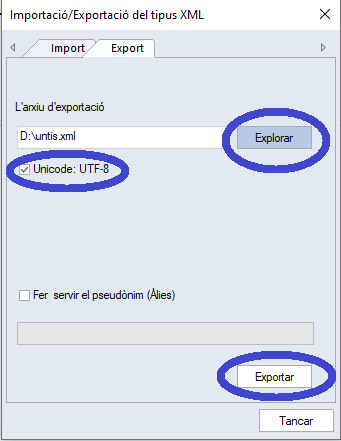 Importació/Exportació del tipus XML
Import Export
L'arxiu d'exportació
D:\untis.xml Explorar
Unicode: UTF-8
Fer servir el pseudònim (Àlies)
Exportar
Tancar